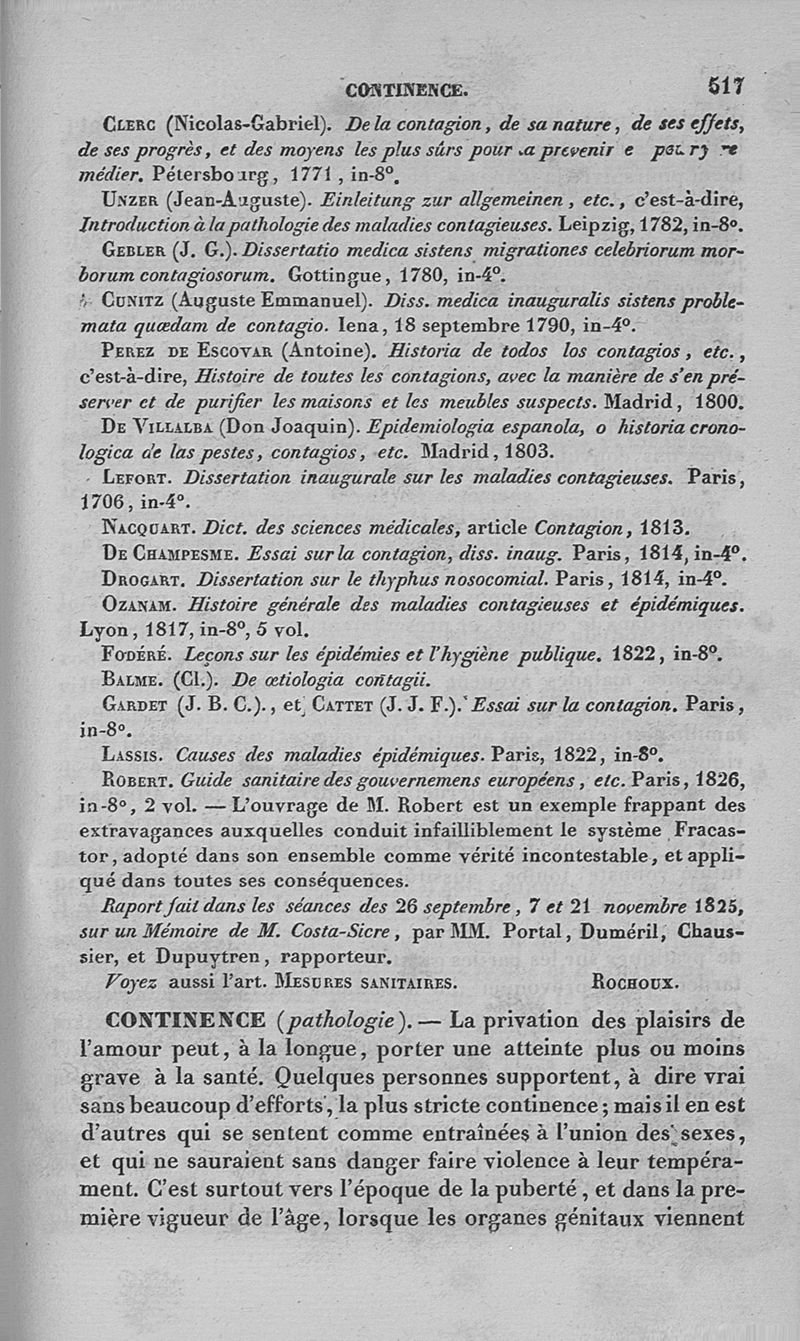 CONTINENCE. 517
CLERC (Nicolas-Gabriel). De la contagion, de sa nature, de ses effets,
de ses progrès, et des moyens les plus sûrs pour prevenir
médier. Pétersbourg, 1771, in-8°.
UNZER (Jean-Auguste). Einleitung zur allgemeinen, etc., c'est-à-dire,
Introduction à la pathologie des maladies contagieuses. Leipzig, 1782, in-8°.
GEBLER (J. G.). Dissertatio medica sistens migrationes celebriorum mor-
borum contagiosorum. Gottingue, 1780, in-4°.
CUNITZ (Auguste Emmanuel). Diss. medica inauguralis sistens proble-
mata quædam de contagio. Iena, 18 septembre 1790, in-4°.
PEREZ DE ESCOVAR (Antoine). Historia de todos los contagios, etc.,
c'est-à-dire, Histoire de toutes les contagions, avec la manière de s'en pré-
server et de purifier les maisons et les meubles suspects. Madrid, 1800.
DE VILLALBA (Don Joaquin). Epidemiologia espanola, o historia crono-
logica de las pestes, contagios, etc. Madrid, 1803.
LEFORT. Dissertation inaugurale sur les maladies contagieuses. Paris,
1706, in-4°.
NACQUART. Dict. des sciences médicales, article Contagion, 1813.
DE CHAMPESME. Essai sur la contagion, diss. inaug. Paris, 1814, in-4°.
DROGART. Dissertation sur le thyphus nosocomial. Paris, 1814, in-4°.
OZANAM. Histoire générale des maladies contagieuses et épidémiques.
Lyon, 1817, in-8°, 5 vol.
FODÉRÉ. Leçons sur les épidémies et l'hygiène publique. 1822, in-8°.
BALME. (Cl.). De œtiologia contagii.
GARDET (J. B. C.)., et CATTET (J. J. F.). Essai sur la contagion. Paris,
in-8°.
LASSIS. Causes des maladies épidémiques. Paris, 1822, in-8°.
ROBERT. Guide sanitaire des gouvernemens européens, etc. Paris, 1826,
in-8°, 2 vol. — L'ouvrage de M. Robert est un exemple frappant des
extravagances auxquelles conduit infailliblement le système Fracas-
tor, adopté dans son ensemble comme vérité incontestable, et appli-
qué dans toutes ses conséquences.
Raport fait dans les séances des 26 septembre, 7 et 21 novembre 1825,
sur un Mémoire de M. Costa-Sicre, par MM. Portal, Duméril, Chaus-
sier, et Dupuytren, rapporteur.
Voyez aussi l'art. MESURES SANITAIRES. ROCHOUX.
CONTINENCE (pathologie). — La privation des plaisirs de
l'amour peut, à la longue, porter une atteinte plus ou moins
grave à la santé. Quelques personnes supportent, à dire vrai
sans beaucoup d'efforts, la plus stricte continence; mais il en est
d'autres qui se sentent comme entraînées à l'union des sexes,
et qui ne sauraient sans danger faire violence à leur tempéra-
ment. C'est surtout vers l'époque de la puberté, et dans la pre-
mière vigueur de l'âge, lorsque les organes génitaux viennent